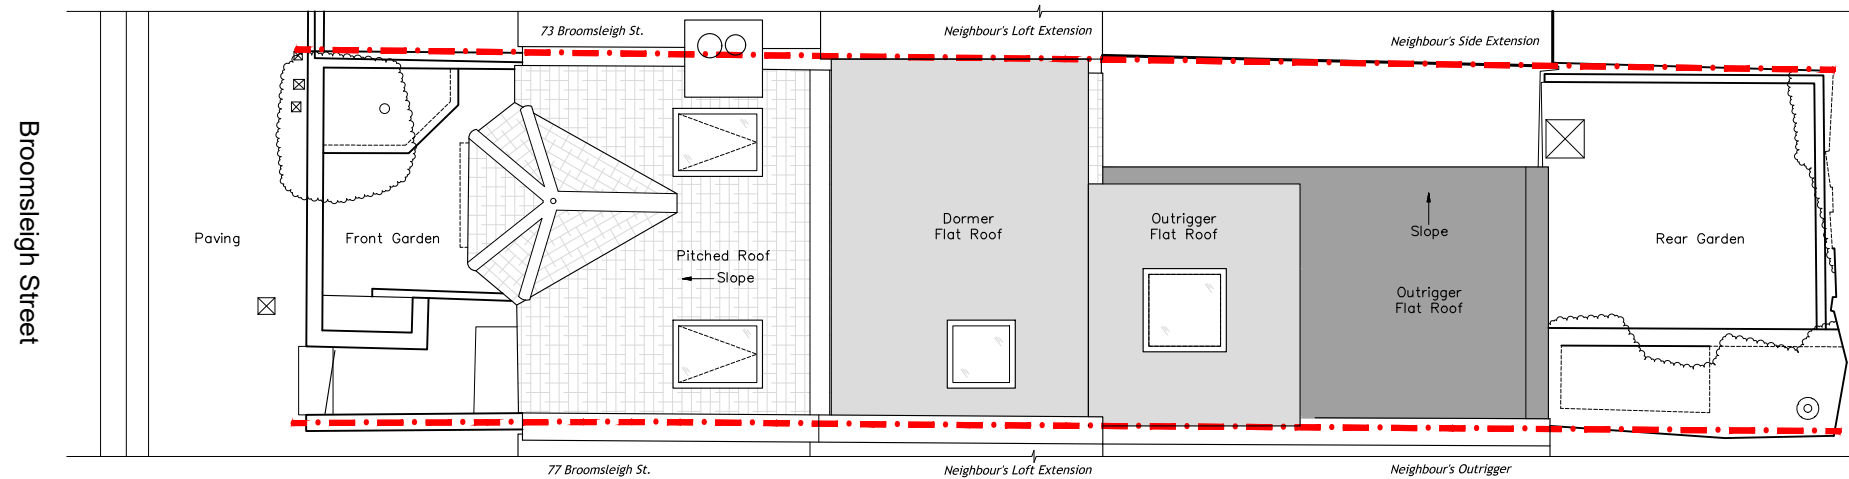 73 Broomsleigh St.
Neighbour's Loft Extension
Neighbour's Side Extension
Broomsleigh Street
Paving
Front Garden
Pitched Roof
Slope
Dormer
Flat Roof
Outrigger
Flat Roof
Slope
Outrigger
Flat Roof
Rear Garden
77 Broomsleigh St.
Neighbour's Loft Extension
Neighbour's Outrigger